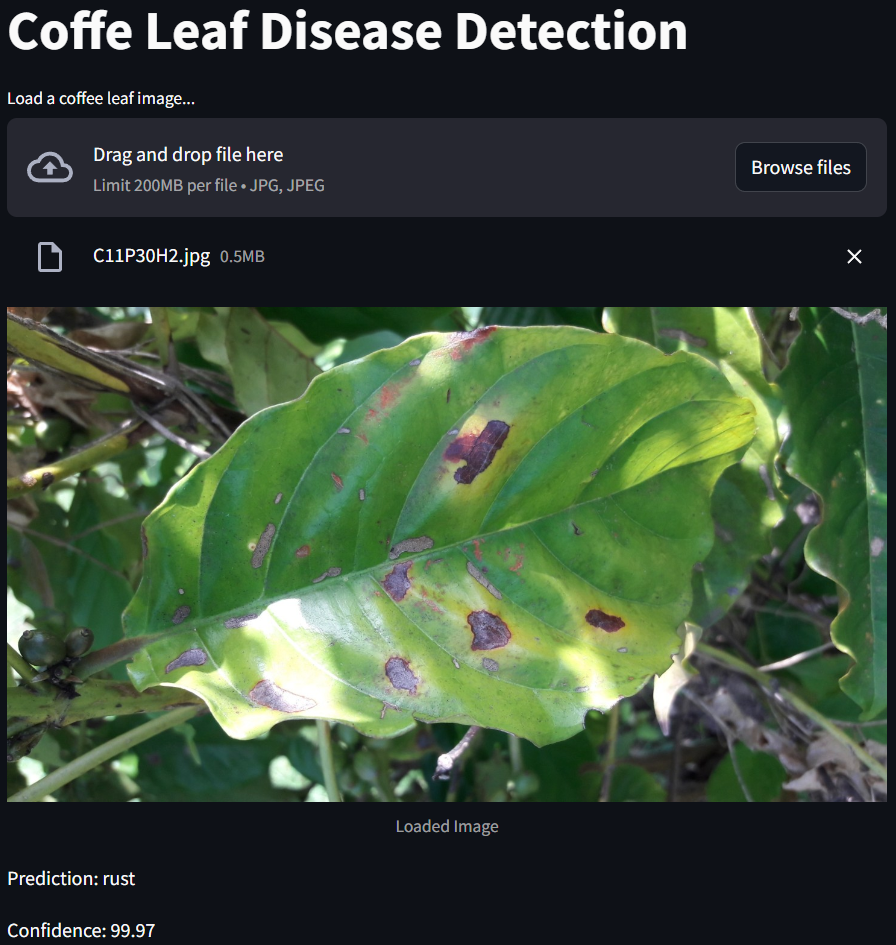 Coffe Leaf Disease Detection
Load a coffee leaf image...
Drag and drop file here
Limit 200MB per file • JPG, JPEG
Browse files
C11P30H2.jpg 0.5MB
Loaded Image
Prediction: rust
Confidence: 99.97